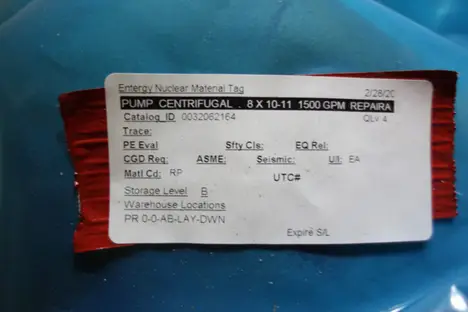 Entergy Nuclear Material Tag 2/28/20
PUMP CENTRIFUGAL . 8 X 10-11 1500 GPM REPAIRA
Catalog_ID 0032062164 QLv 4
Trace:
PE Eval Sfty Cls: EQ Rel:
CGD Req: ASME: Seismic: U/I: EA
Matl Cd: RP UTC#
Storage Level B
Warehouse Locations
PR 0-0-AB-LAY-DWN
Expire S/L